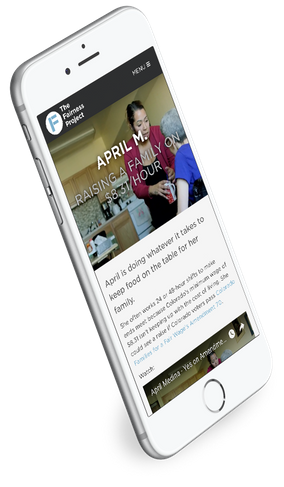 The
Fairness
Project
MENU
APRIL M.
RAISING A FAMILY ON
$8.31/HOUR
April is doing whatever it takes to
keep food on the table for her
family.
She often works 24 or 48-hour shifts to make
ends meet because Colorado's minimum wage of
$8.31 isn't keeping up with the cost of living. She
could see a raise if Colorado voters pass Colorado
Families for a Fair Wage's Amendment 70.
Watch:
April Medina: Yes on Amendme...